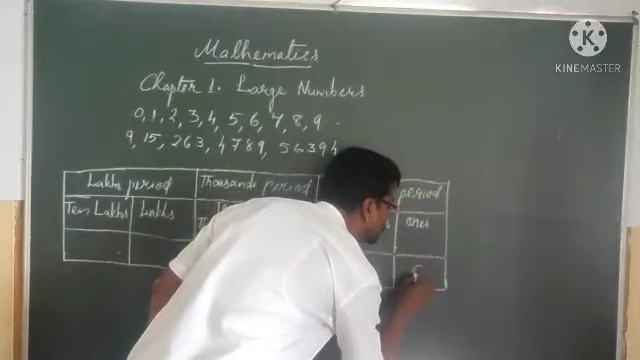 KINEMASTER
Mathematics
Chapter 1. Large Numbers
0, 1, 2, 3, 4, 5, 6, 7, 8, 9 ..
9, 15, 263, 4789, 56394
Lakhs period Thousands period period
Ten Lakhs Lakhs Ones
5